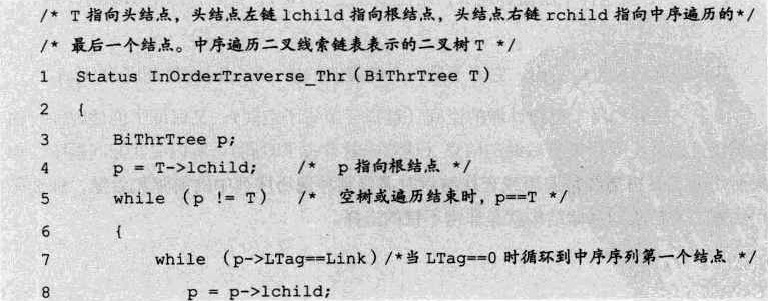 /* T 指向头结点，头结点左链 lchild 指向根结点，头结点右链 rchild 指向中序遍历的*/
/* 最后一个结点。中序遍历二叉线索链表表示的二叉树 T */
1 Status InOrderTraverse_Thr(BiThrTree T)
2 {
3 BiThrTree p;
4 p = T->lchild; /* p 指向根结点 */
5 while (p != T) /* 空树或遍历结束时，p==T */
6 {
7 while (p->LTag==Link) /*当 LTag==0 时循环到中序序列第一个结点 */
8 p = p->lchild;